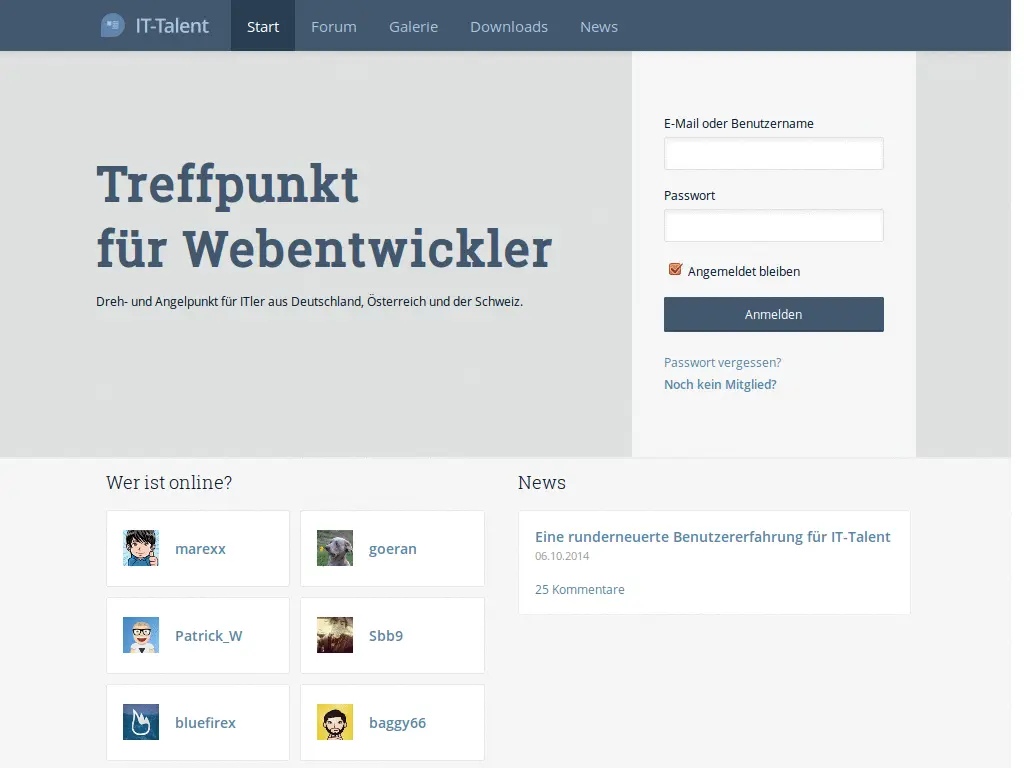 IT-Talent
Start
Forum
Galerie
Downloads
News
Treffpunkt
für Webentwickler
Dreh- und Angelpunkt für ITler aus Deutschland, Österreich und der Schweiz.
E-Mail oder Benutzername
Passwort
Angemeldet bleiben
Anmelden
Passwort vergessen?
Noch kein Mitglied?
Wer ist online?
marexx
goeran
Patrick_W
Sbb9
bluefirex
baggy66
News
Eine runderneuerte Benutzererfahrung für IT-Talent
06.10.2014
25 Kommentare